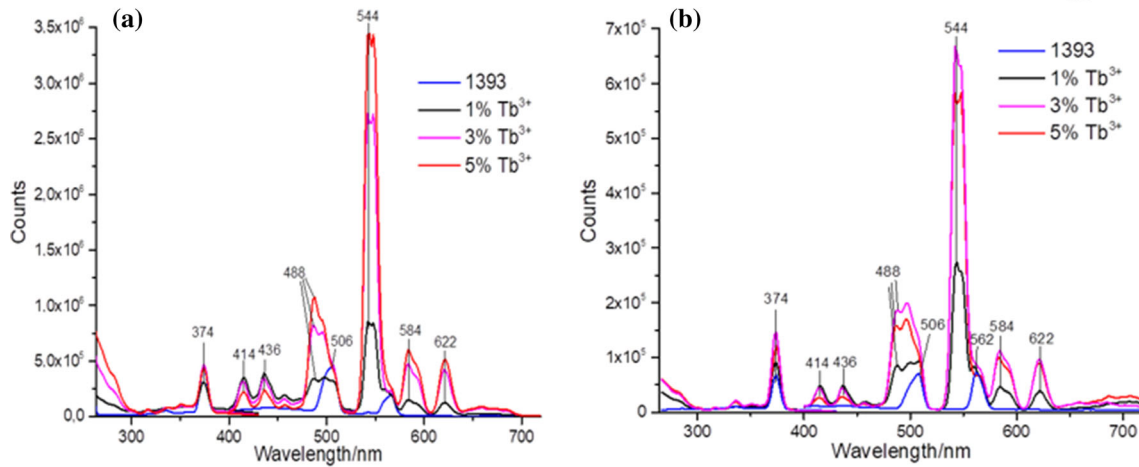 (a)
544
3.5x10⁶
3.0x10⁶
2.5x10⁶
2.0x10⁶
1.5x10⁶
1.0x10⁶
5.0x10⁵
0.0
Counts
1393
1% Tb³⁺
3% Tb³⁺
5% Tb³⁺
488
506
374
414
436
584
622
300
400
500
600
700
Wavelength/nm
(b)
544
7x10⁵
6x10⁵
5x10⁵
4x10⁵
3x10⁵
2x10⁵
1x10⁵
0
Counts
1393
1% Tb³⁺
3% Tb³⁺
5% Tb³⁺
488
374
506
562
584
414
436
622
300
400
500
600
700
Wavelength/nm